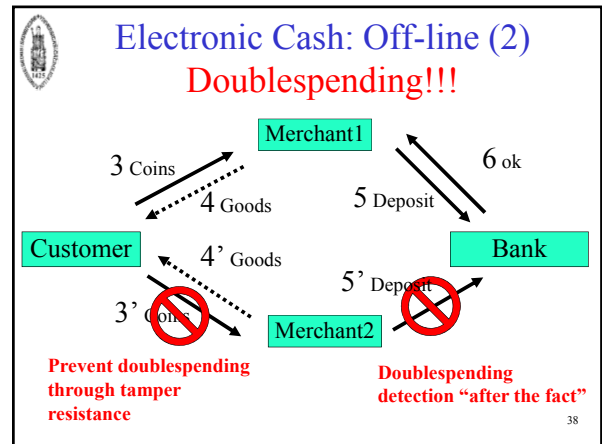 Electronic Cash: Off-line (2)
Doublespending!!!
1425
Merchant1
3 Coins
6 ok
4 Goods
5 Deposit
Customer
Bank
4’ Goods
5’ Deposit
3’ Coins
Merchant2
Prevent doublespending
through tamper
resistance
Doublespending
detection “after the fact”
38